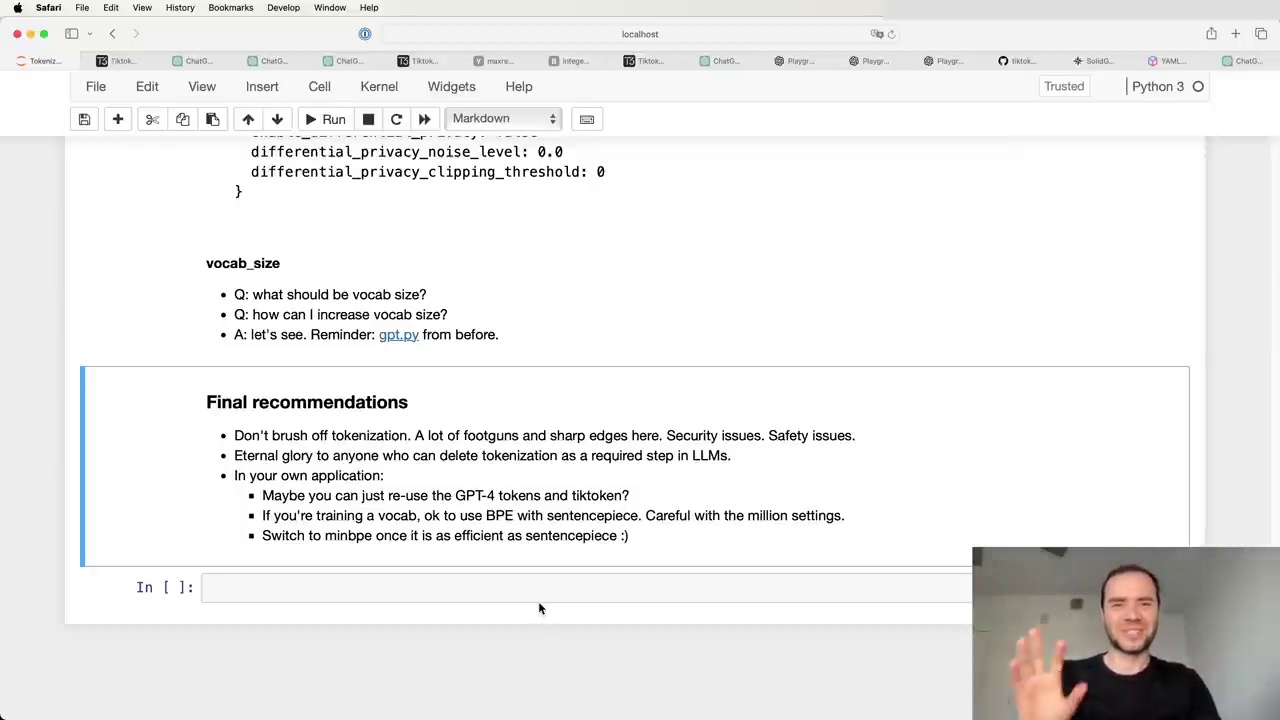 Safari File Edit View History Bookmarks Develop Window Help
localhost
Tokeniz... Tiktok... ChatG... ChatG... ChatG... Tiktok... maxre... Intege... Tiktok... ChatG... Playgr... Playgr... Playgr... tiktok... SolidG... YAML... ChatG...
File Edit View Insert Cell Kernel Widgets Help Trusted Python 3
Run Markdown
differential_privacy_noise_level: 0.0
differential_privacy_clipping_threshold: 0
}
vocab_size
Q: what should be vocab size?
Q: how can I increase vocab size?
A: let's see. Reminder: gpt.py from before.
Final recommendations
Don't brush off tokenization. A lot of footguns and sharp edges here. Security issues. Safety issues.
Eternal glory to anyone who can delete tokenization as a required step in LLMs.
In your own application:
Maybe you can just re-use the GPT-4 tokens and tiktoken?
If you're training a vocab, ok to use BPE with sentencepiece. Careful with the million settings.
Switch to minbpe once it is as efficient as sentencepiece :)
In [ ]: